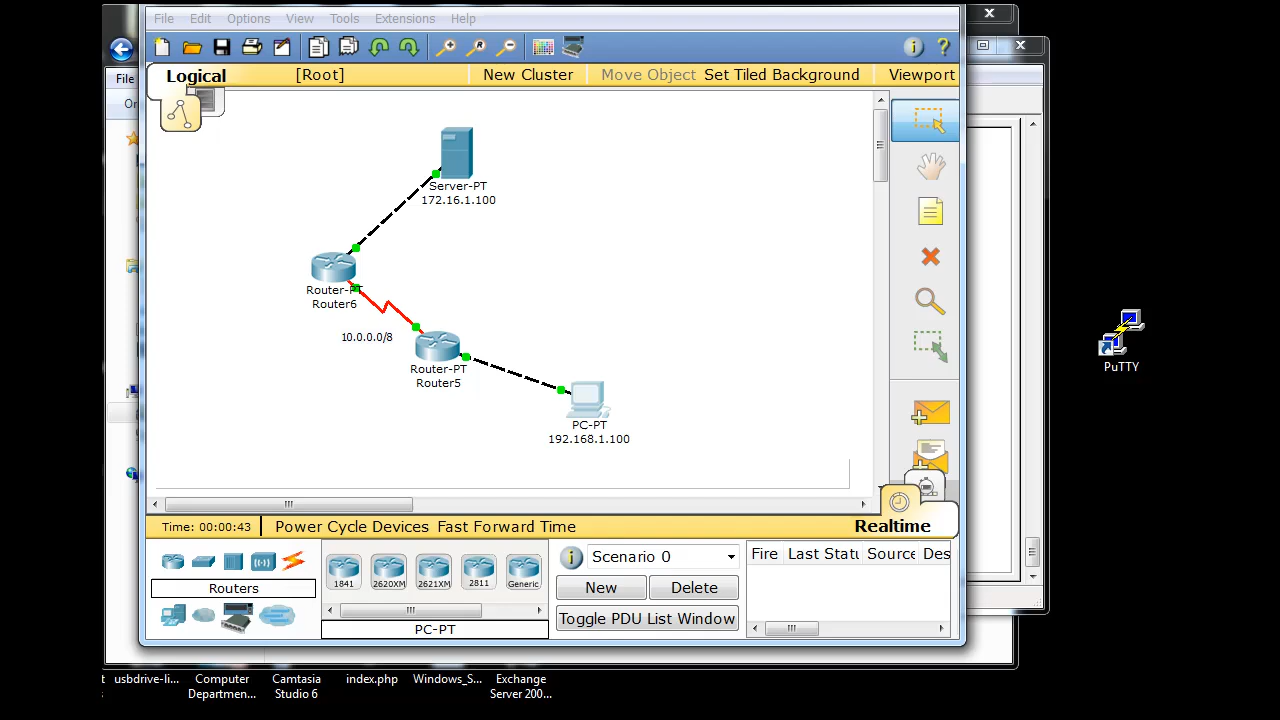 File Edit Options View Tools Extensions Help
File
Logical [Root] New Cluster Move Object Set Tiled Background Viewport
Server-PT
172.16.1.100
Router-PT
Router6
10.0.0.0/8
Router-PT
Router5
PC-PT
192.168.1.100
PuTTY
Time: 00:00:43 Power Cycle Devices Fast Forward Time Realtime
Routers
1841 2620XM 2621XM 2811 Generic
PC-PT
Scenario 0
New Delete
Toggle PDU List Window
Fire Last Statu Source Des
usbdrive-li... Computer Departmen... Camtasia Studio 6 index.php Windows_S... Exchange Server 200...